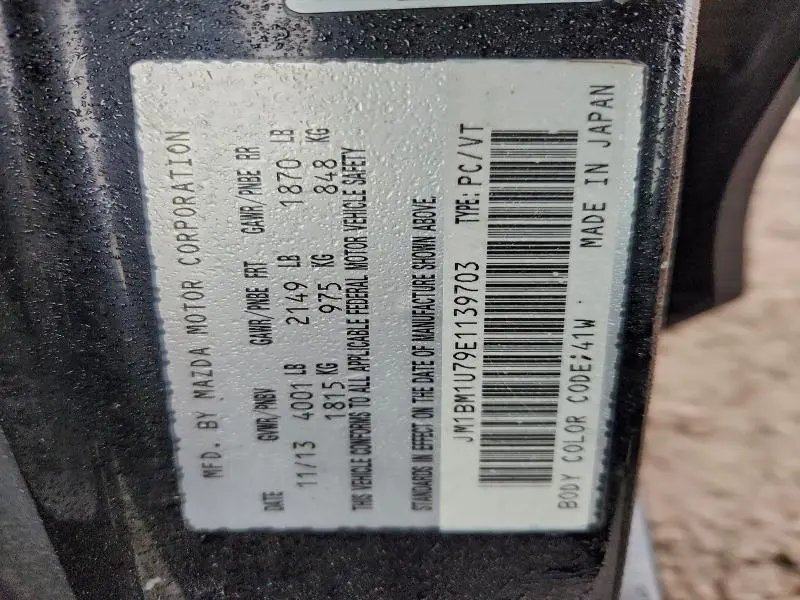 MFD. BY MAZDA MOTOR CORPORATION
DATE GVWR/PNBV GAWR/PNBE FRT GAWR/PNBE RR
11/13 4001 LB 2149 LB 1870 LB
1815 KG 975 KG 848 KG
THIS VEHICLE CONFORMS TO ALL APPLICABLE FEDERAL MOTOR VEHICLE SAFETY
STANDARDS IN EFFECT ON THE DATE OF MANUFACTURE SHOWN ABOVE.
JM1BM1U79E1139703 TYPE: PC/VT
BODY COLOR CODE:41W MADE IN JAPAN